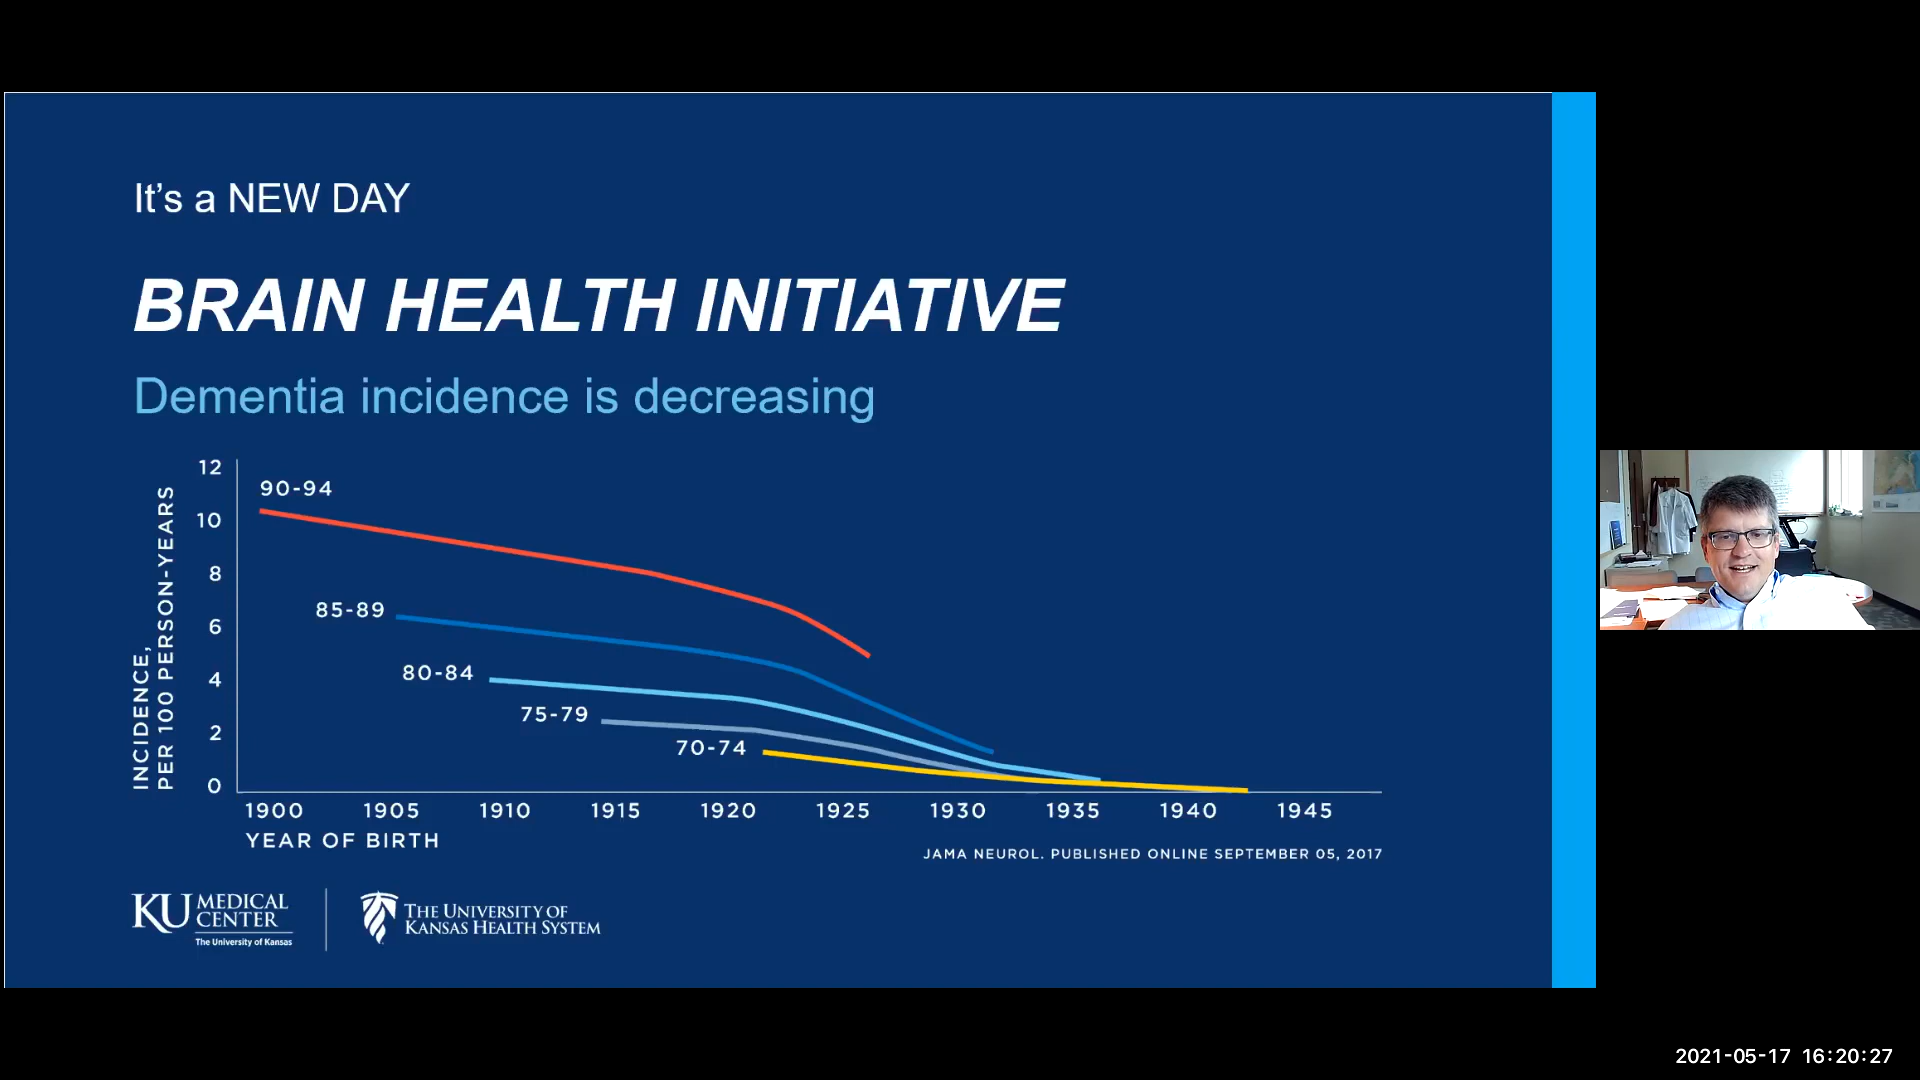 It’s a NEW DAY
BRAIN HEALTH INITIATIVE
Dementia incidence is decreasing
INCIDENCE,
PER 100 PERSON-YEARS
12
10
8
6
4
2
0
90-94
85-89
80-84
75-79
70-74
1900 1905 1910 1915 1920 1925 1930 1935 1940 1945
YEAR OF BIRTH
JAMA NEUROL. PUBLISHED ONLINE SEPTEMBER 05, 2017
KU MEDICAL
CENTER
The University of Kansas
THE UNIVERSITY OF
KANSAS HEALTH SYSTEM
2021-05-17 16:20:27